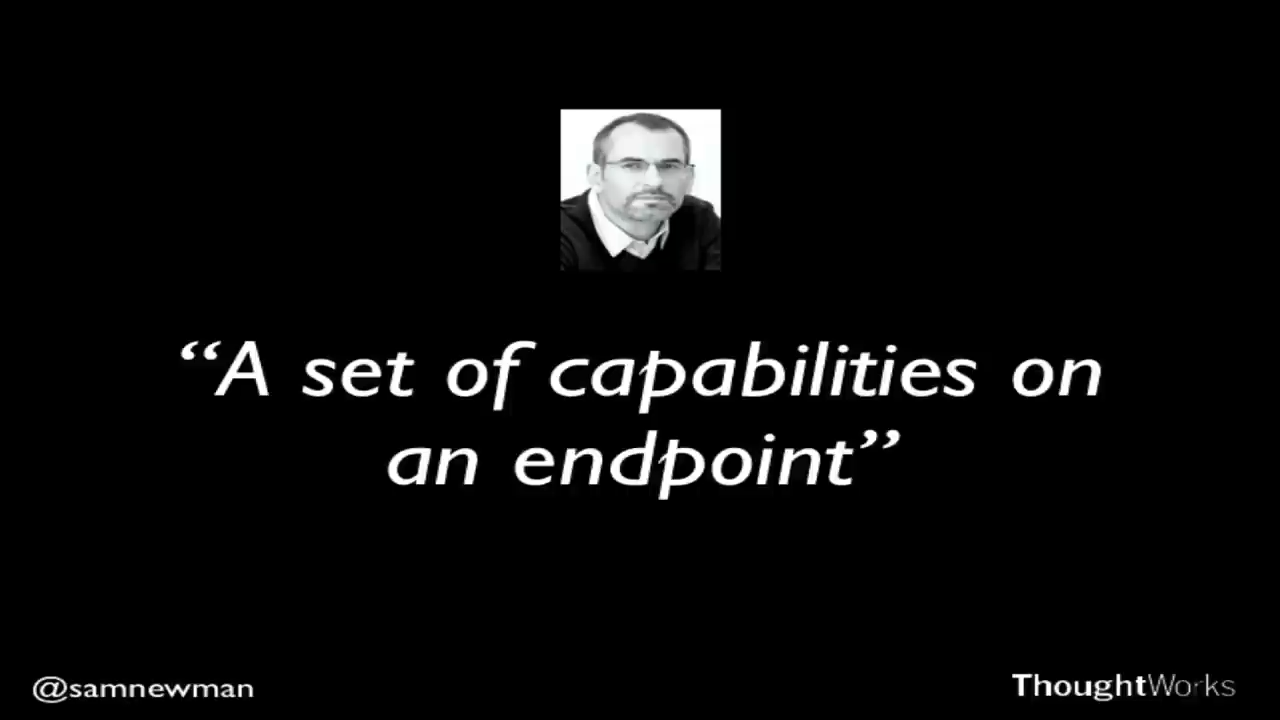 “A set of capabilities on
an endpoint”
@samnewman
ThoughtWorks